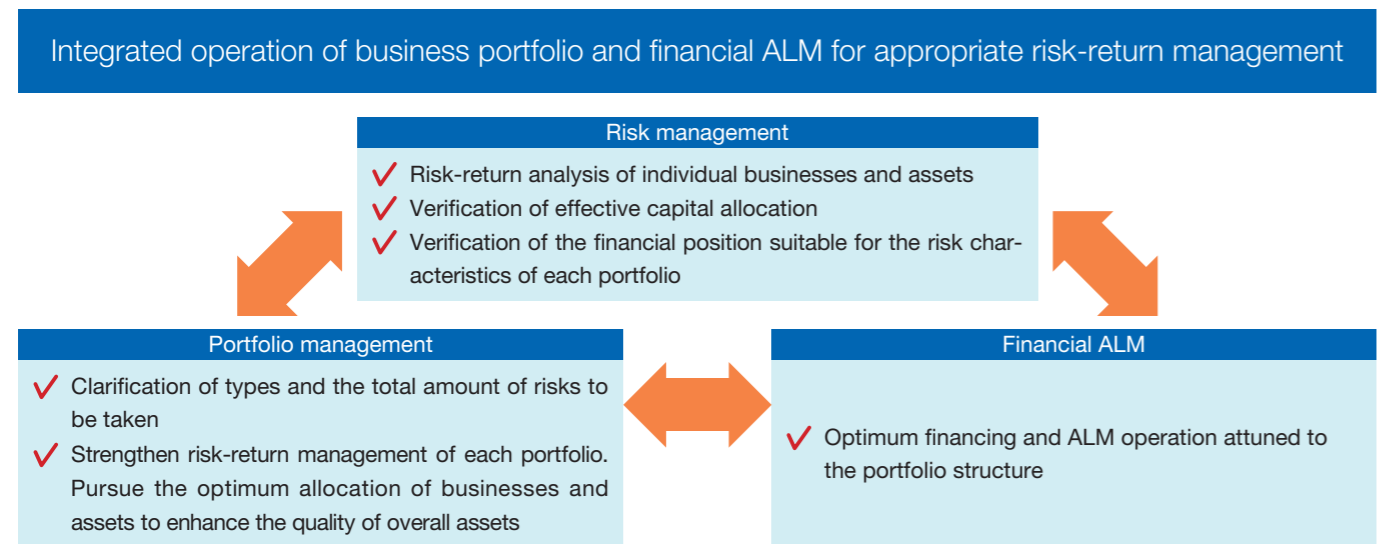 Integrated operation of business portfolio and financial ALM for appropriate risk-return management
Risk management
Risk-return analysis of individual businesses and assets
Verification of effective capital allocation
Verification of the financial position suitable for the risk char-
acteristics of each portfolio
Portfolio management
Clarification of types and the total amount of risks to
be taken
Strengthen risk-return management of each portfolio.
Pursue the optimum allocation of businesses and
assets to enhance the quality of overall assets
Financial ALM
Optimum financing and ALM operation attuned to
the portfolio structure